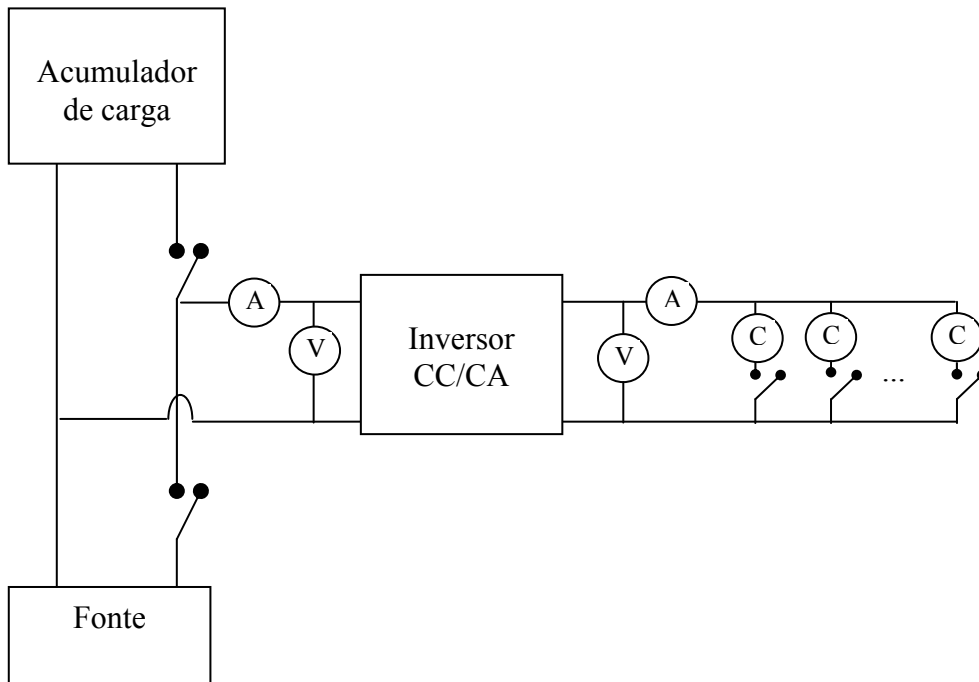 Acumulador
de carga
A
A
V
Inversor
CC/CA
V
C
C
...
C
Fonte